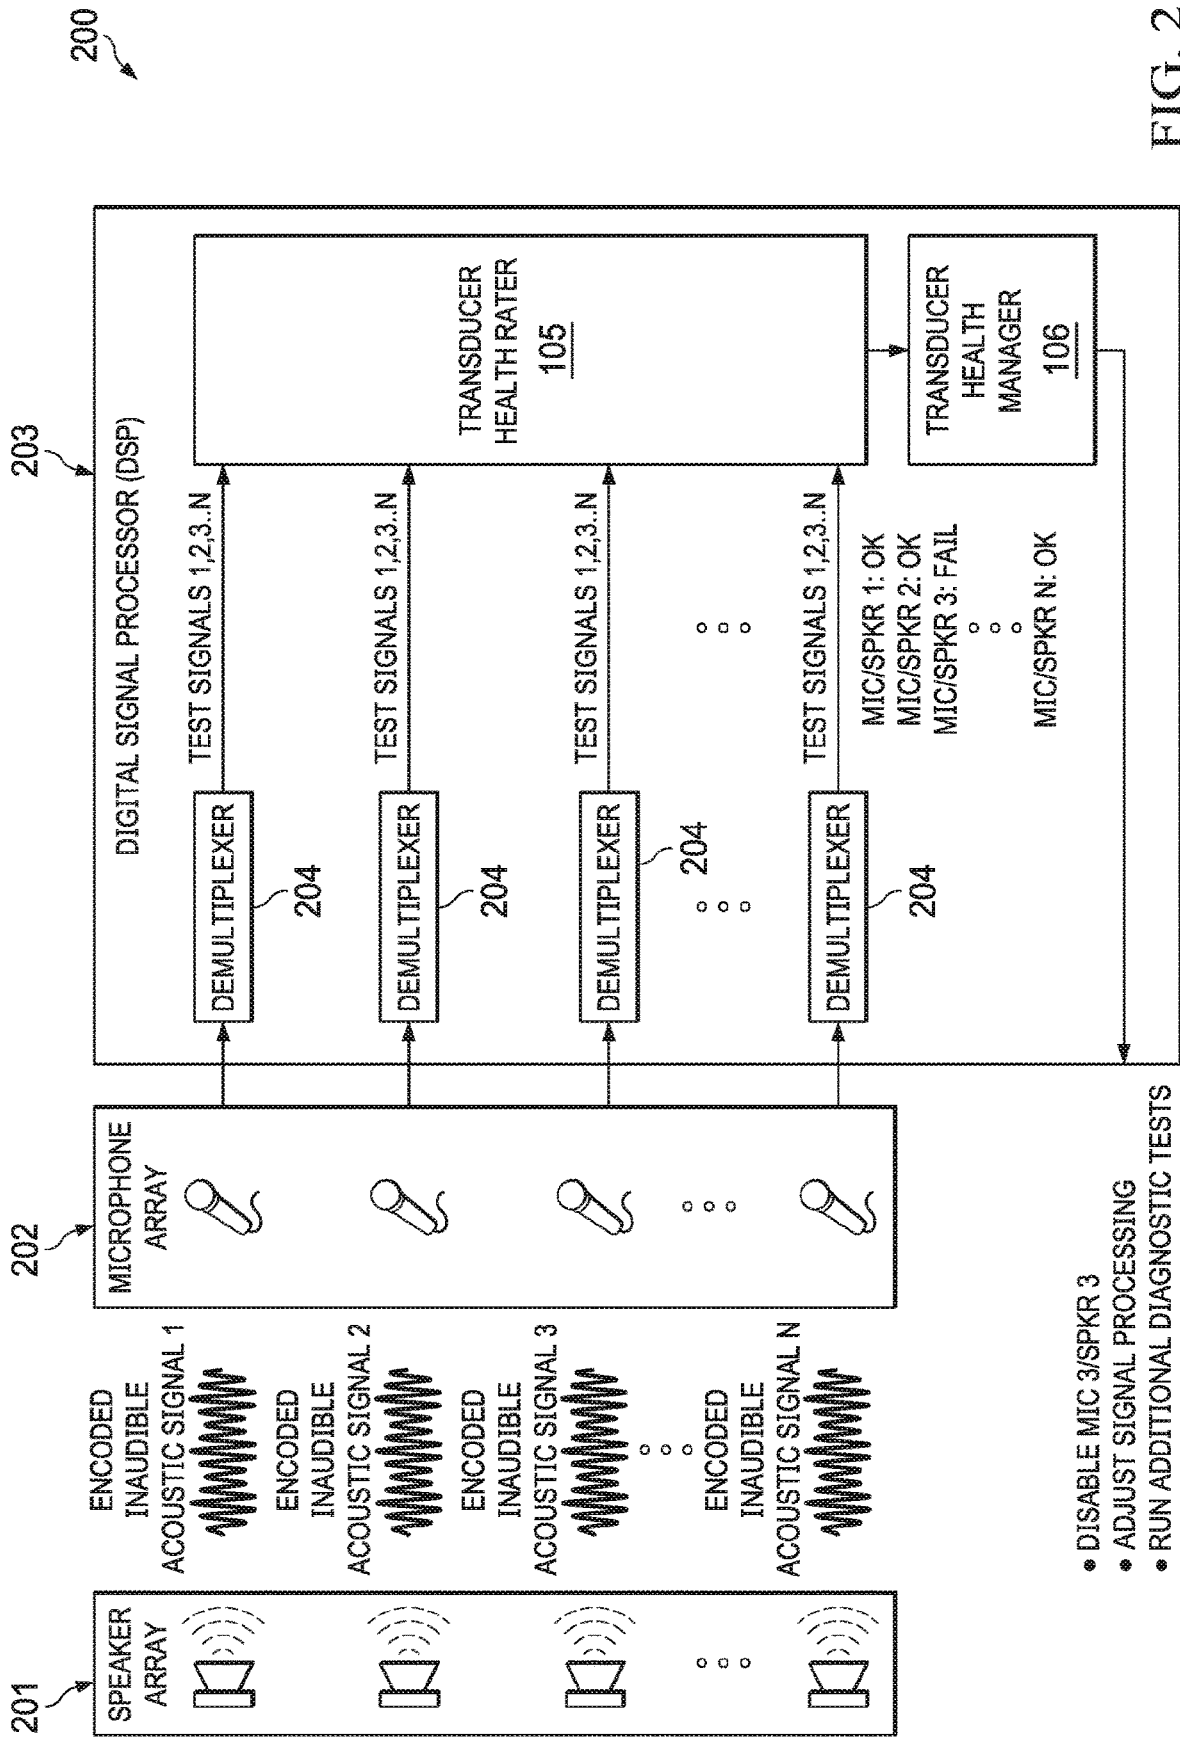 200
203
DIGITAL SIGNAL PROCESSOR (DSP)
202
201
SPEAKER
ARRAY
ENCODED
INAUDIBLE
ACOUSTIC SIGNAL 1
ENCODED
INAUDIBLE
ACOUSTIC SIGNAL 2
ENCODED
INAUDIBLE
ACOUSTIC SIGNAL 3
ENCODED
INAUDIBLE
ACOUSTIC SIGNAL N
MICROPHONE
ARRAY
DEMULTIPLEXER
204
TEST SIGNALS 1,2,3..N
DEMULTIPLEXER
204
TEST SIGNALS 1,2,3..N
DEMULTIPLEXER
204
TEST SIGNALS 1,2,3..N
DEMULTIPLEXER
204
TEST SIGNALS 1,2,3..N
TRANSDUCER
HEALTH RATER
105
MIC/SPKR 1: OK
MIC/SPKR 2: OK
MIC/SPKR 3: FAIL
MIC/SPKR N: OK
TRANSDUCER
HEALTH
MANAGER
106
• DISABLE MIC 3/SPKR 3
• ADJUST SIGNAL PROCESSING
• RUN ADDITIONAL DIAGNOSTIC TESTS
FIG. 2